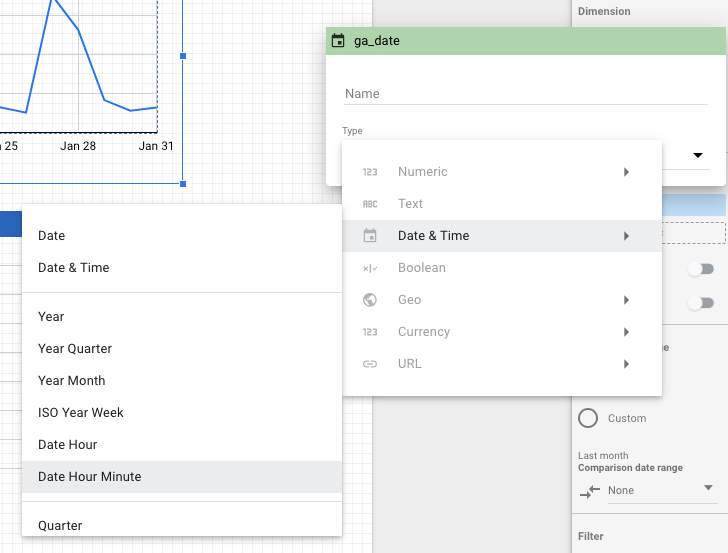 Dimension
ga_date
Name
Type
Jan 28
Jan 31
123 Numeric
ABC Text
Date & Time
Boolean
Geo
123 Currency
URL
Date
Date & Time
Year
Year Quarter
Year Month
ISO Year Week
Date Hour
Date Hour Minute
Quarter
Custom
Last month
Comparison date range
None
Filter